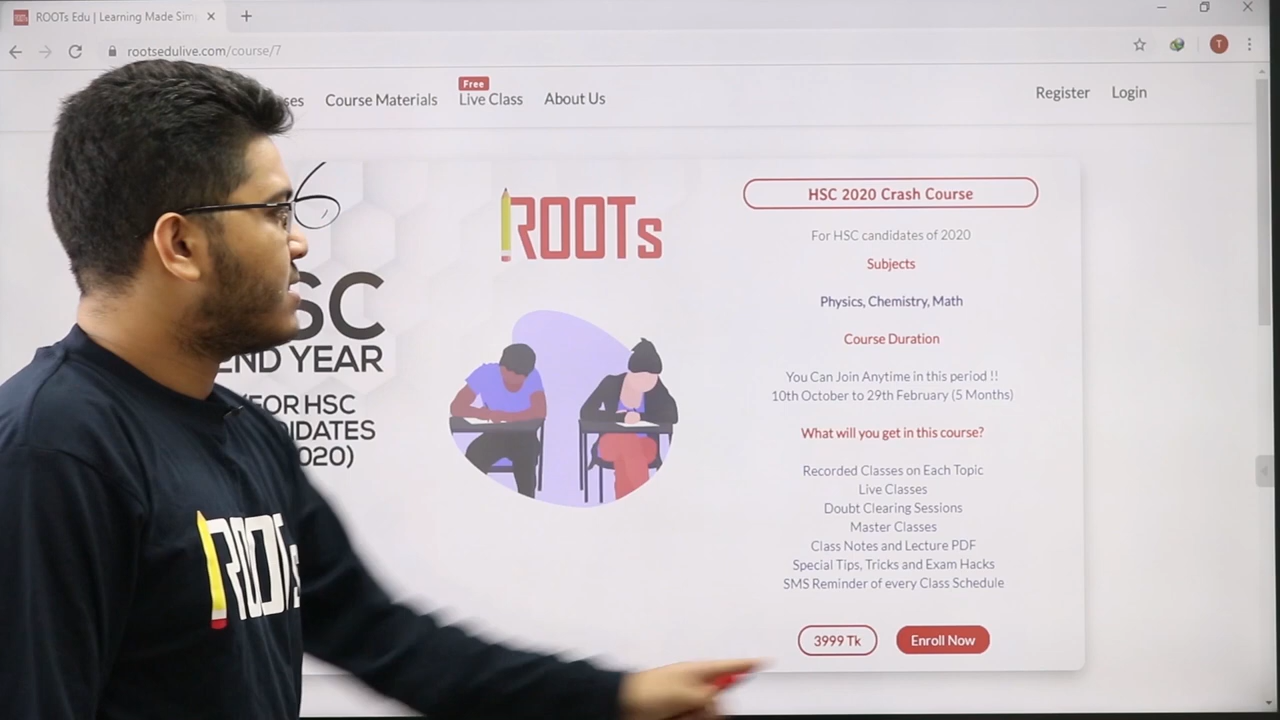 ROOTs Edu | Learning Made Sim
rootsedulive.com/course/7
Course Materials
Free
Live Class
About Us
Register
Login
6
ROOTs
HSC 2020 Crash Course
For HSC candidates of 2020
Subjects
Physics, Chemistry, Math
Course Duration
You Can Join Anytime in this period !!
10th October to 29th February (5 Months)
What will you get in this course?
Recorded Classes on Each Topic
Live Classes
Doubt Clearing Sessions
Master Classes
Class Notes and Lecture PDF
Special Tips, Tricks and Exam Hacks
SMS Reminder of every Class Schedule
3999 Tk
Enroll Now
SC
2ND YEAR
(FOR HSC
IDATES
020)
ROOTs
T